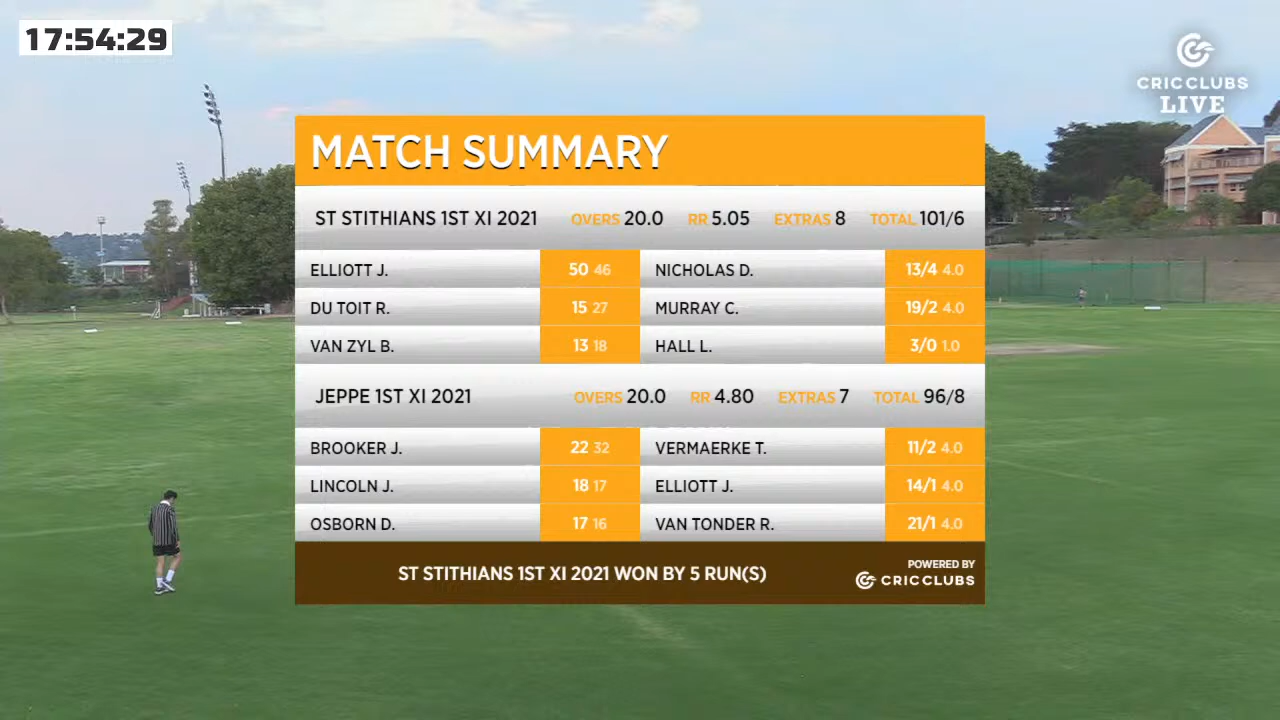 17:54:29
CRICCLUBS
LIVE
MATCH SUMMARY
ST STITHIANS 1ST XI 2021 OVERS 20.0 RR 5.05 EXTRAS 8 TOTAL 101/6
ELLIOTT J. 50 46 NICHOLAS D. 13/4 4.0
DU TOIT R. 15 27 MURRAY C. 19/2 4.0
VAN ZYL B. 13 18 HALL L. 3/0 1.0
JEPPE 1ST XI 2021 OVERS 20.0 RR 4.80 EXTRAS 7 TOTAL 96/8
BROOKER J. 22 32 VERMAERKE T. 11/2 4.0
LINCOLN J. 18 17 ELLIOTT J. 14/1 4.0
OSBORN D. 17 16 VAN TONDER R. 21/1 4.0
ST STITHIANS 1ST XI 2021 WON BY 5 RUN(S)
POWERED BY
CRICCLUBS